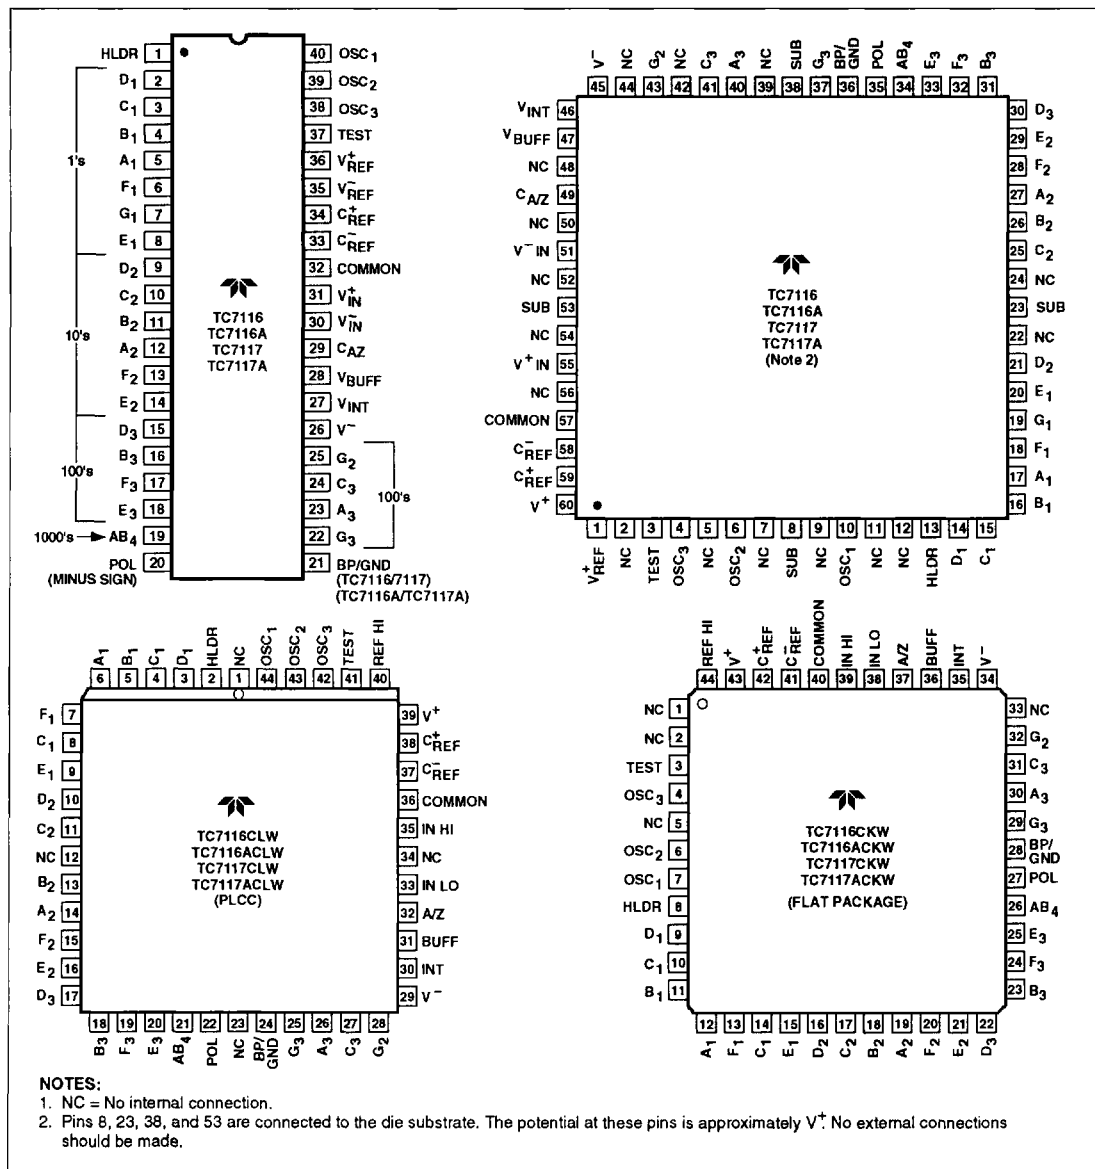 HLDR 1 40 OSC1
D1 2 39 OSC2
C1 3 38 OSC3
B1 4 37 TEST
1's
A1 5 36 V+REF
F1 6 35 V-REF
G1 7 34 C+REF
E1 8 33 C-REF
D2 9 32 COMMON
C2 10 31 V+IN
B2 11 30 V-IN
10's
A2 12 29 CAZ
F2 13 28 VBUFF
E2 14 27 VINT
D3 15 26 V-
B3 16 25 G2
100's
F3 17 24 C3
100's
E3 18 23 A3
1000's AB4 19 22 G3
POL 20 21 BP/GND
(MINUS SIGN) (TC7116/7117)
(TC7116A/TC7117A)
TC7116
TC7116A
TC7117
TC7117A
V- NC G2 NC C3 A3 NC SUB G3 BP/GND POL AB4 E3 F3 B3
45 44 43 42 41 40 39 38 37 36 35 34 33 32 31
VINT 46 30 D3
VBUFF 47 29 E2
NC 48 28 F2
CA/Z 49 27 A2
NC 50 26 B2
V-IN 51 25 C2
NC 52 24 NC
SUB 53 23 SUB
NC 54 22 NC
V+IN 55 21 D2
NC 56 20 E1
COMMON 57 19 G1
C-REF 58 18 F1
C+REF 59 17 A1
V+ 60 16 B1
TC7116
TC7116A
TC7117
TC7117A
(Note 2)
1 2 3 4 5 6 7 8 9 10 11 12 13 14 15
V+REF NC TEST OSC3 NC OSC2 NC SUB NC OSC1 NC NC HLDR D1 C1
A1 B1 C1 D1 HLDR NC OSC1 OSC2 OSC3 TEST REF HI
6 5 4 3 2 1 44 43 42 41 40
F1 7 39 V+
C1 8 38 C+REF
E1 9 37 C-REF
D2 10 36 COMMON
C2 11 35 IN HI
NC 12 34 NC
B2 13 33 IN LO
A2 14 32 A/Z
F2 15 31 BUFF
E2 16 30 INT
D3 17 29 V-
TC7116CLW
TC7116ACLW
TC7117CLW
TC7117ACLW
(PLCC)
18 19 20 21 22 23 24 25 26 27 28
B3 F3 E3 AB4 POL NC BP/GND G3 A3 C3 G2
REF HI V+ C+REF C-REF COMMON IN HI IN LO A/Z BUFF INT V-
44 43 42 41 40 39 38 37 36 35 34
NC 1 33 NC
NC 2 32 G2
TEST 3 31 C3
OSC3 4 30 A3
NC 5 29 G3
OSC2 6 28 BP/GND
OSC1 7 27 POL
HLDR 8 26 AB4
D1 9 25 E3
C1 10 24 F3
B1 11 23 B3
TC7116CKW
TC7116ACKW
TC7117CKW
TC7117ACKW
(FLAT PACKAGE)
12 13 14 15 16 17 18 19 20 21 22
A1 F1 C1 E1 D2 C2 B2 A2 F2 E2 D3
NOTES:
1. NC = No internal connection.
2. Pins 8, 23, 38, and 53 are connected to the die substrate. The potential at these pins is approximately V+. No external connections
should be made.